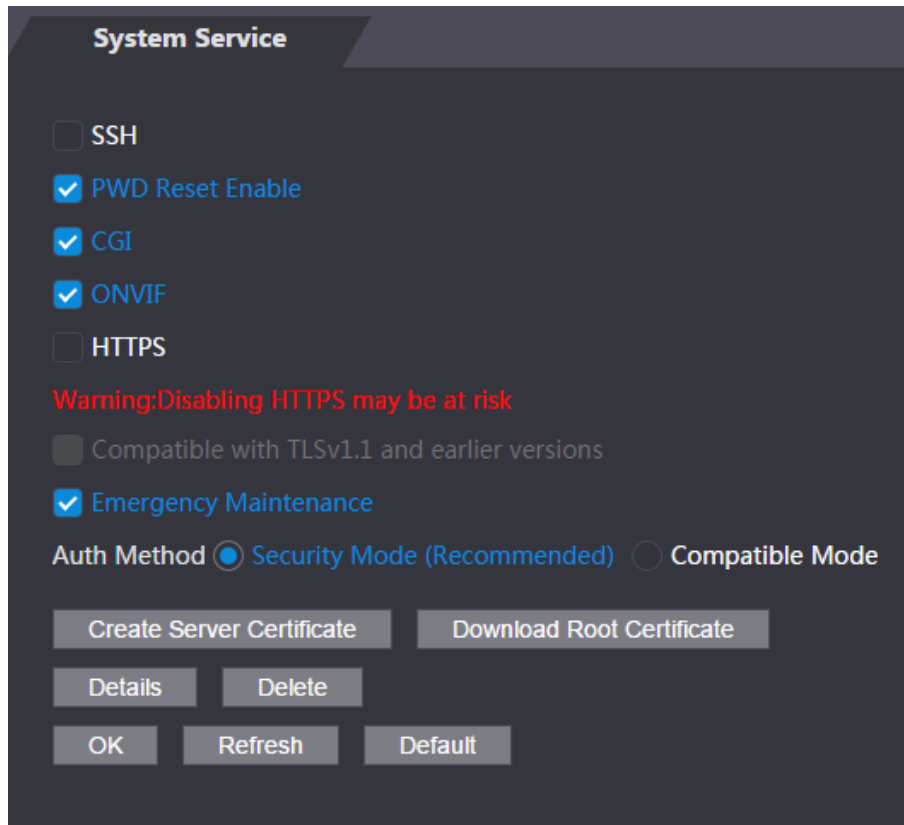 System Service
SSH
PWD Reset Enable
CGI
ONVIF
HTTPS
Warning:Disabling HTTPS may be at risk
Compatible with TLSv1.1 and earlier versions
Emergency Maintenance
Auth Method Security Mode (Recommended) Compatible Mode
Create Server Certificate Download Root Certificate
Details Delete
OK Refresh Default